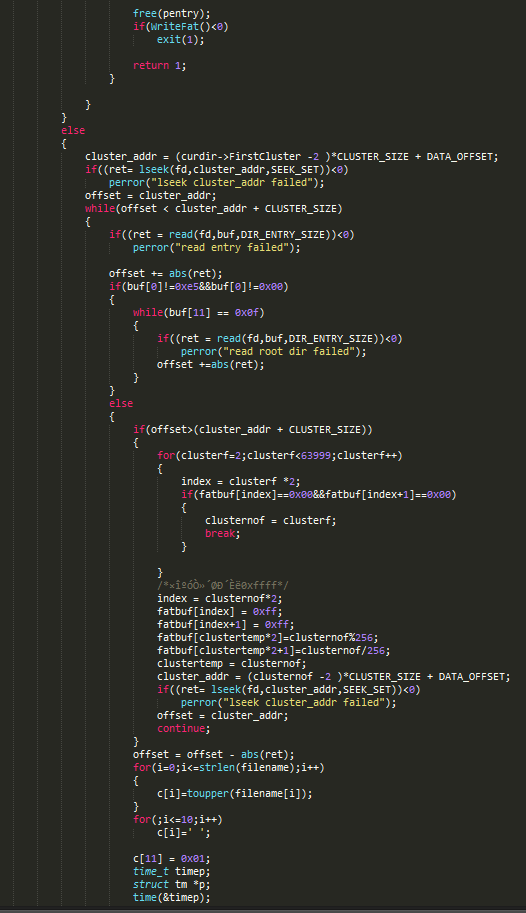 free(pentry);
if(WriteFat()<0)
exit(1);
return 1;
}
}
}
else
{
cluster_addr = (curdir->FirstCluster -2 )*CLUSTER_SIZE + DATA_OFFSET;
if((ret= lseek(fd,cluster_addr,SEEK_SET))<0)
perror("lseek cluster_addr failed");
offset = cluster_addr;
while(offset < cluster_addr + CLUSTER_SIZE)
{
if((ret = read(fd,buf,DIR_ENTRY_SIZE))<0)
perror("read entry failed");
offset += abs(ret);
if(buf[0]!=0xe5&&buf[0]!=0x00)
{
while(buf[11] == 0x0f)
{
if((ret = read(fd,buf,DIR_ENTRY_SIZE))<0)
perror("read root dir failed");
offset +=abs(ret);
}
}
else
{
if(offset>(cluster_addr + CLUSTER_SIZE))
{
for(clusterf=2;clusterf<63999;clusterf++)
{
index = clusterf *2;
if(fatbuf[index]==0x00&&fatbuf[index+1]==0x00)
{
clusternof = clusterf;
break;
}
}
/*×îºóÒ»´ØÐ´Èë0xffff*/
index = clusternof*2;
fatbuf[index] = 0xff;
fatbuf[index+1] = 0xff;
fatbuf[clustertemp*2]=clusternof%256;
fatbuf[clustertemp*2+1]=clusternof/256;
clustertemp = clusternof;
cluster_addr = (clusternof -2 )*CLUSTER_SIZE + DATA_OFFSET;
if((ret= lseek(fd,cluster_addr,SEEK_SET))<0)
perror("lseek cluster_addr failed");
offset = cluster_addr;
continue;
}
offset = offset - abs(ret);
for(i=0;i<=strlen(filename);i++)
{
c[i]=toupper(filename[i]);
}
for(;i<=10;i++)
c[i]=' ';
c[11] = 0x01;
time_t timep;
struct tm *p;
time(&timep);